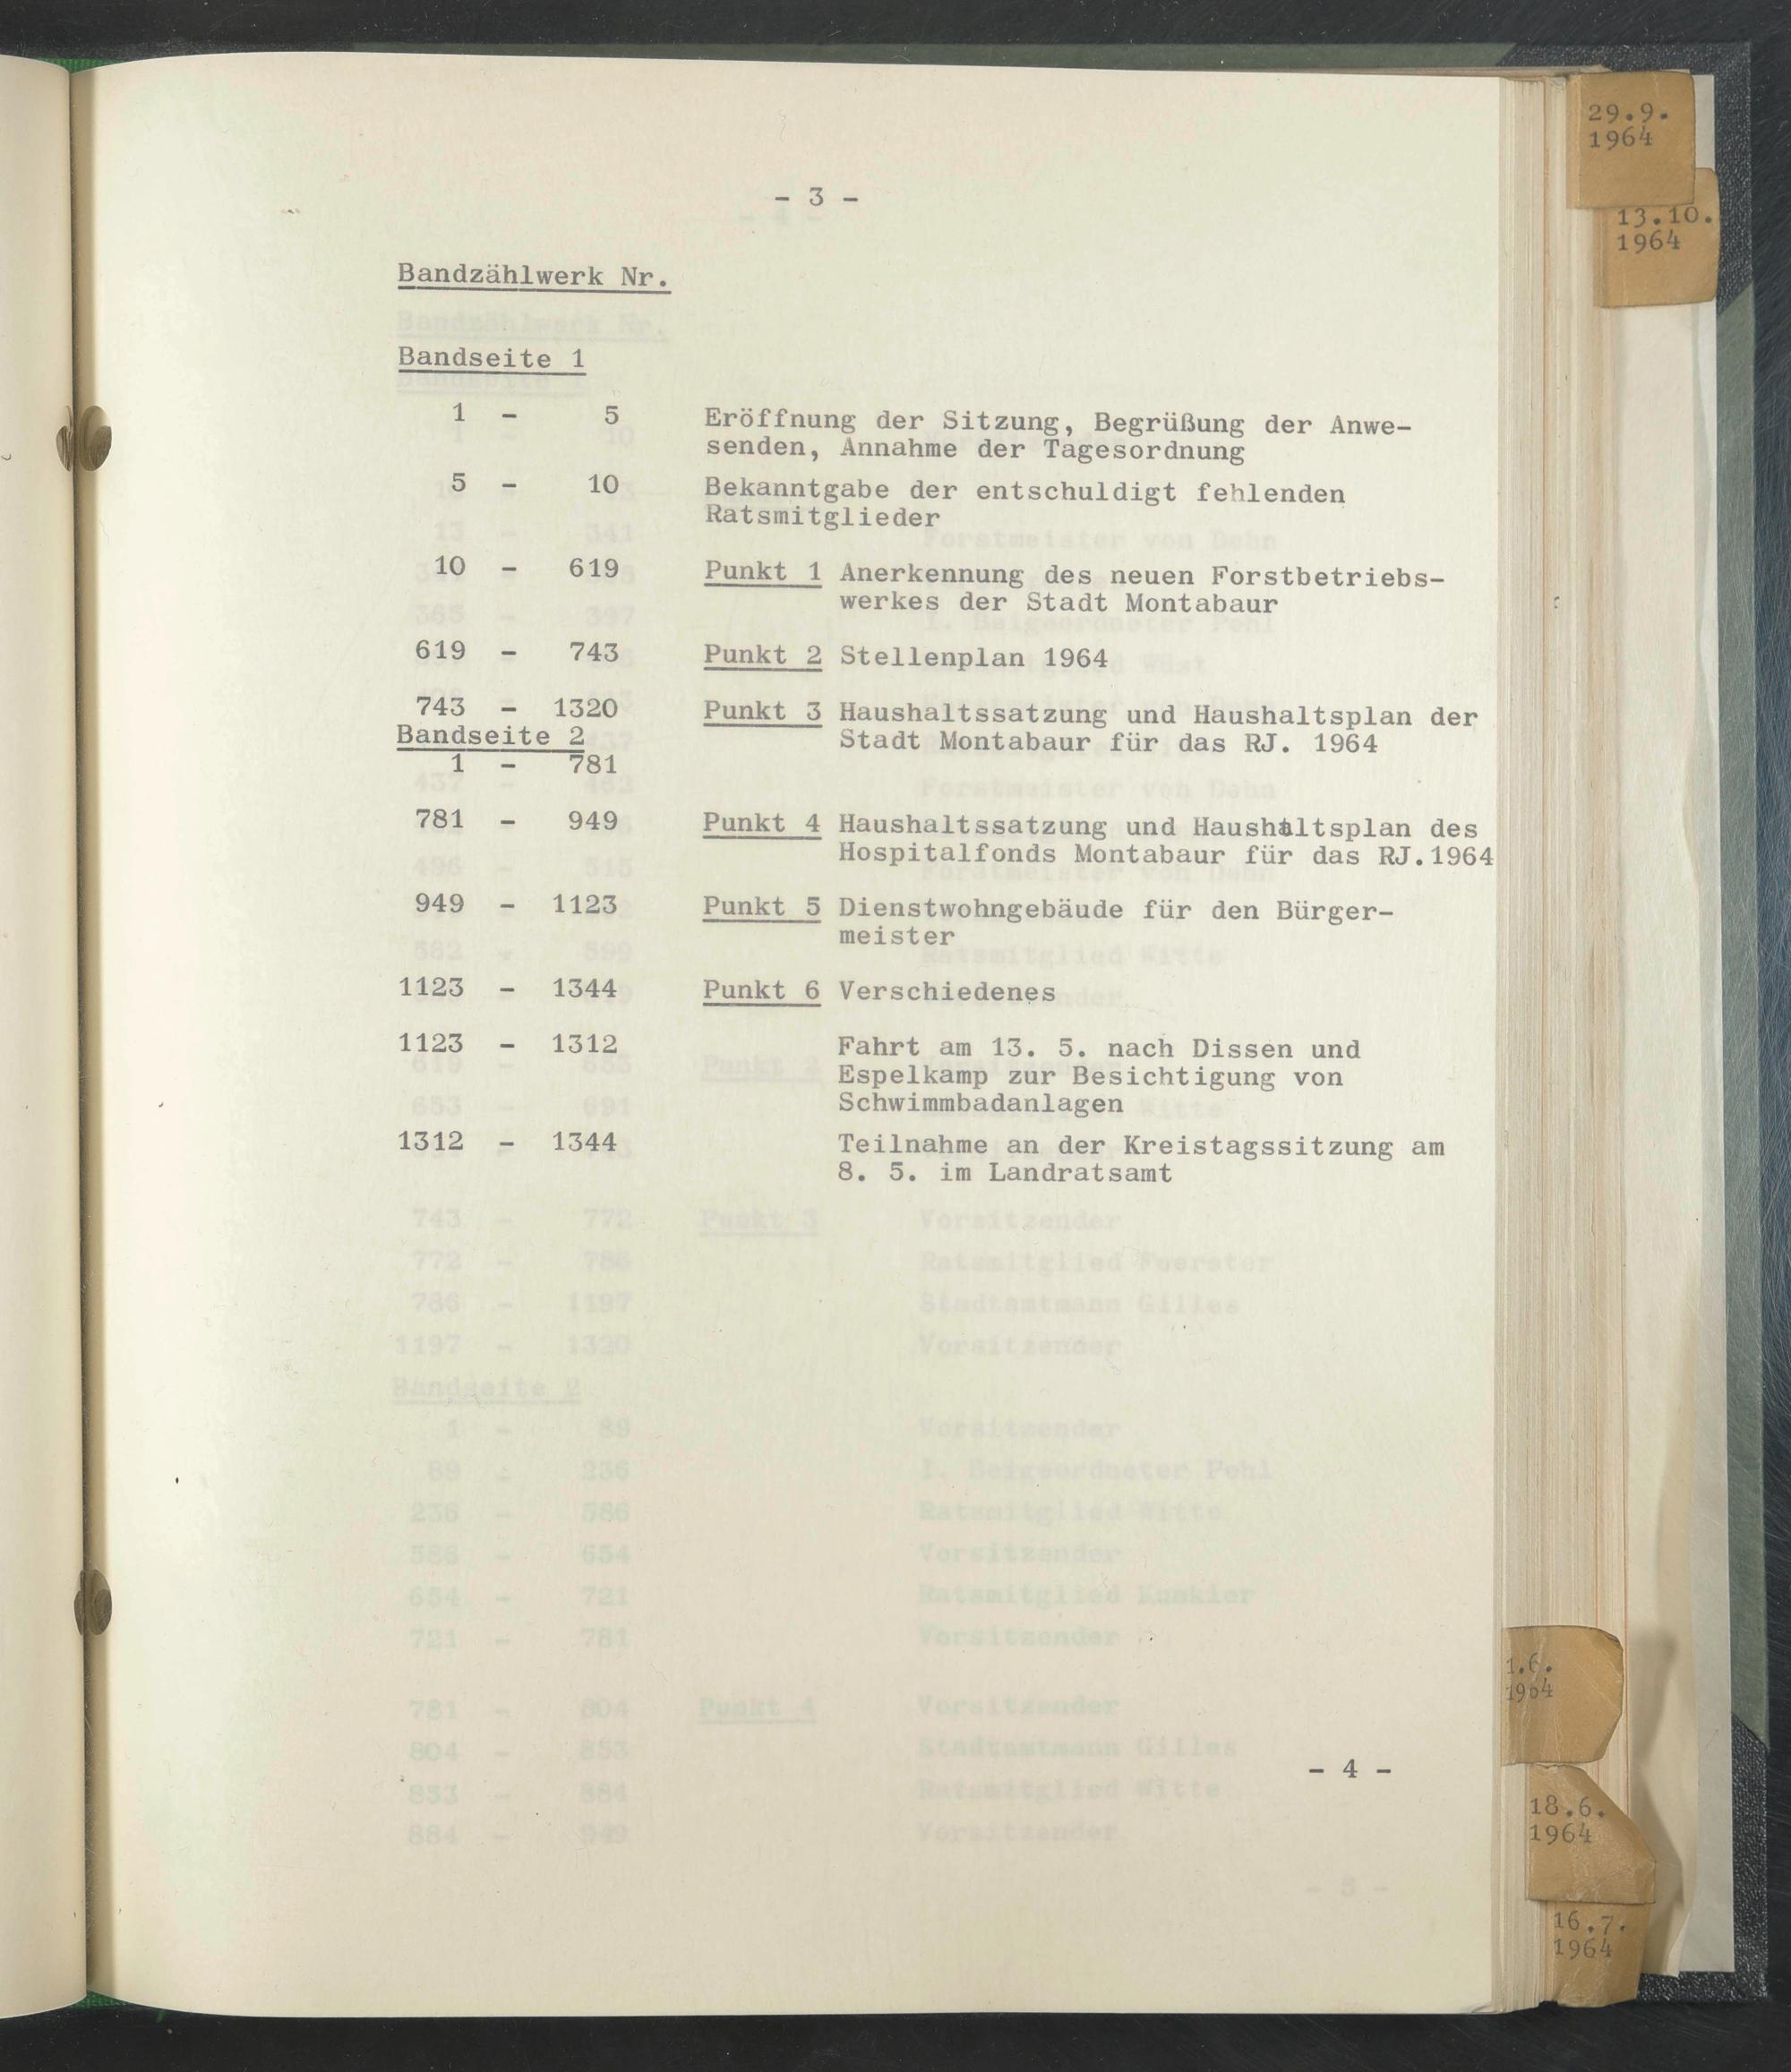 - 3 -
Bandzählwerk Nr.
Bandseite 1
1 - 5 Eröffnung der Sitzung, Begrüßung der Anwe-
senden, Annahme der Tagesordnung
5 - 10 Bekanntgabe der entschuldigt fehlenden
Ratsmitglieder
10 - 619 Punkt 1 Anerkennung des neuen Forstbetriebs-
werkes der Stadt Montabaur
619 - 743 Punkt 2 Stellenplan 1964
743 - 1320 Punkt 3 Haushaltssatzung und Haushaltsplan der
Bandseite 2 Stadt Montabaur für das RJ. 1964
1 - 781
781 - 949 Punkt 4 Haushaltssatzung und Haushaltsplan des
Hospitalfonds Montabaur für das RJ.1964
949 - 1123 Punkt 5 Dienstwohngebäude für den Bürger-
meister
1123 - 1344 Punkt 6 Verschiedenes
1123 - 1312 Fahrt am 13. 5. nach Dissen und
Espelkamp zur Besichtigung von
Schwimmbadanlagen
1312 - 1344 Teilnahme an der Kreistagssitzung am
8. 5. im Landratsamt
- 4 -
29.9.
1964
13.10.
1964
1.6.
1964
18.6.
1964
16.7.
1964